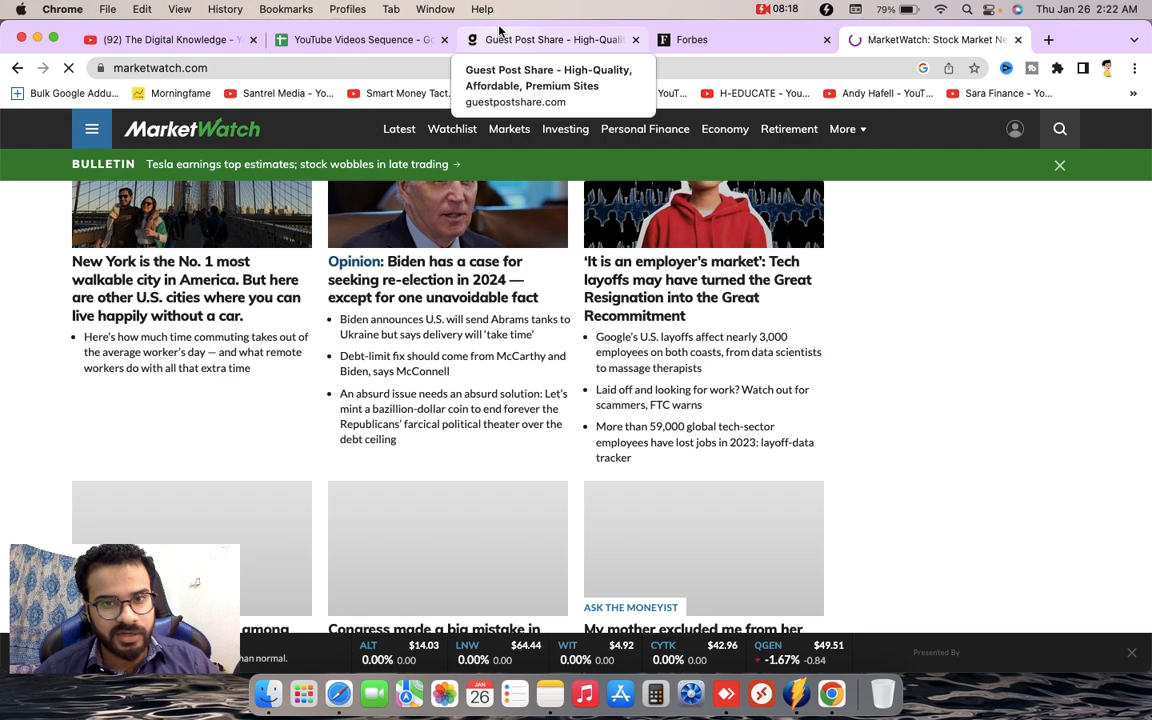 Chrome File Edit View History Bookmarks Profiles Tab Window Help 08:18 79% Thu Jan 26 2:22 AM
(92) The Digital Knowledge - Y YouTube Videos Sequence - Go Guest Post Share - High-Quali Forbes MarketWatch: Stock Market Ne
marketwatch.com
Guest Post Share - High-Quality,
Affordable, Premium Sites
guestpostshare.com
Bulk Google Addu... Morningfame Santrel Media - Yo... Smart Money Tact. YouT... H-EDUCATE - YouT... Andy Hafell - YouT... Sara Finance - Yo... »
MarketWatch Latest Watchlist Markets Investing Personal Finance Economy Retirement More
BULLETIN Tesla earnings top estimates; stock wobbles in late trading →
New York is the No. 1 most
walkable city in America. But here
are other U.S. cities where you can
live happily without a car.
• Here's how much time commuting takes out of
the average worker's day — and what remote
workers do with all that extra time
Opinion: Biden has a case for
seeking re-election in 2024 —
except for one unavoidable fact
• Biden announces U.S. will send Abrams tanks to
Ukraine but says delivery will 'take time'
• Debt-limit fix should come from McCarthy and
Biden, says McConnell
• An absurd issue needs an absurd solution: Let's
mint a bazillion-dollar coin to end forever the
Republicans' farcical political theater over the
debt ceiling
‘It is an employer's market’: Tech
layoffs may have turned the Great
Resignation into the Great
Recommitment
• Google's U.S. layoffs affect nearly 3,000
employees on both coasts, from data scientists
to massage therapists
• Laid off and looking for work? Watch out for
scammers, FTC warns
• More than 59,000 global tech-sector
employees have lost jobs in 2023: layoff-data
tracker
ASK THE MONEYIST
among
Congress made a big mistake in
My mother excluded me from her
han normal.
ALT $14.03
0.00% 0.00
LNW $64.44
0.00% 0.00
WIT $4.92
0.00% 0.00
CYTK $42.96
0.00% 0.00
QGEN $49.51
-1.67% -0.84
Presented By
JAN
26